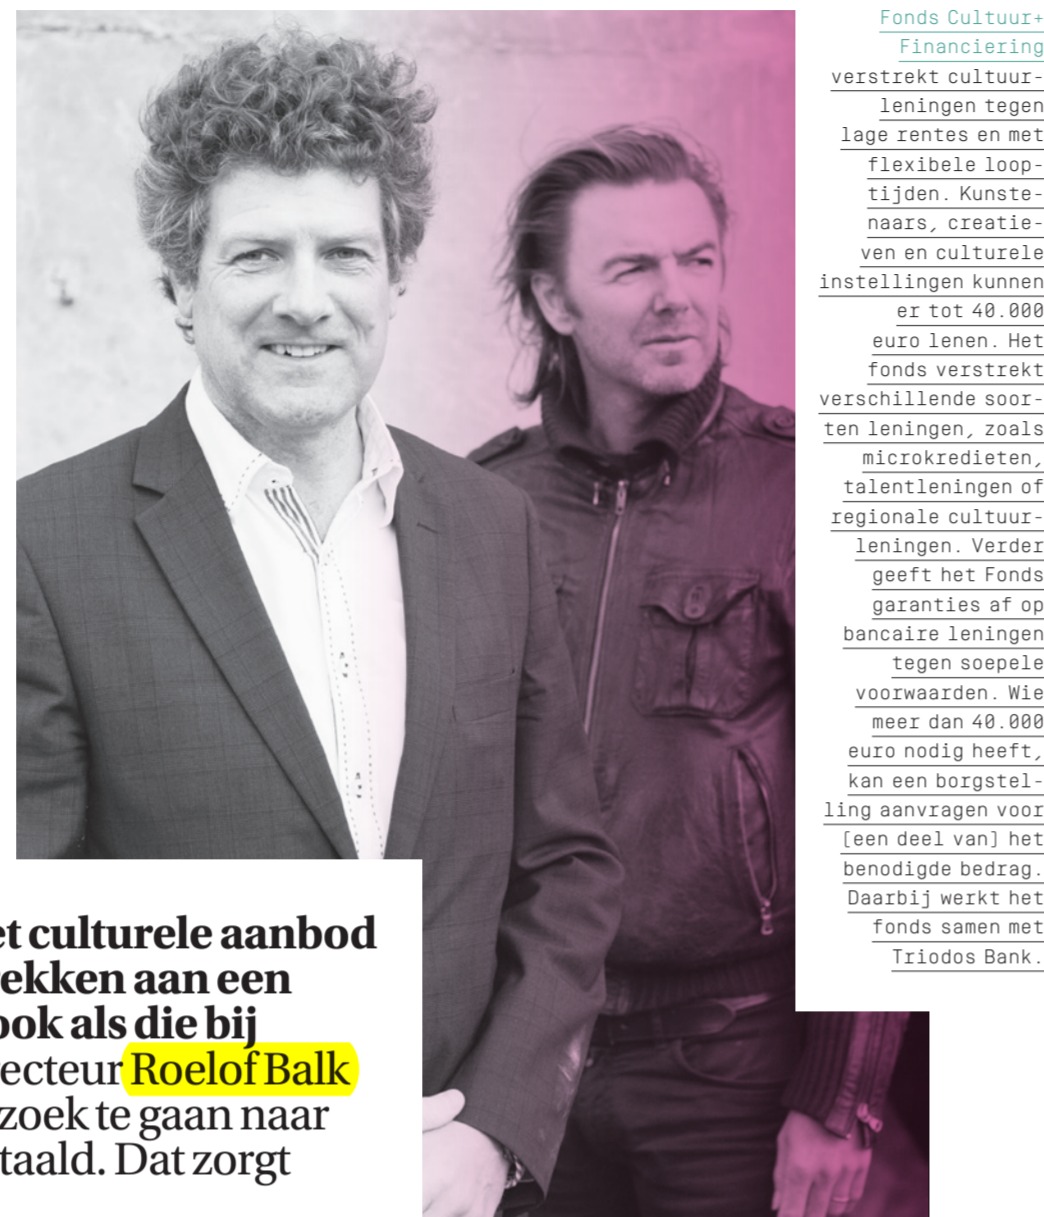 Fonds Cultuur+
Financiering
verstrekt cultuur-
leningen tegen
lage rentes en met
flexibele loop-
tijden. Kunste-
naars, creatie-
ven en culturele
instellingen kunnen
er tot 40.000
euro lenen. Het
fonds verstrekt
verschillende soor-
ten leningen, zoals
microkredieten,
talentleningen of
regionale cultuur-
leningen. Verder
geeft het Fonds
garanties af op
bancaire leningen
tegen soepele
voorwaarden. Wie
meer dan 40.000
euro nodig heeft,
kan een borgstel-
ling aanvragen voor
[een deel van] het
benodigde bedrag.
Daarbij werkt het
fonds samen met
Triodos Bank.
et culturele aanbod
ekken aan een
ook als die bij
ecteur Roelof Balk
zoek te gaan naar
taald. Dat zorgt